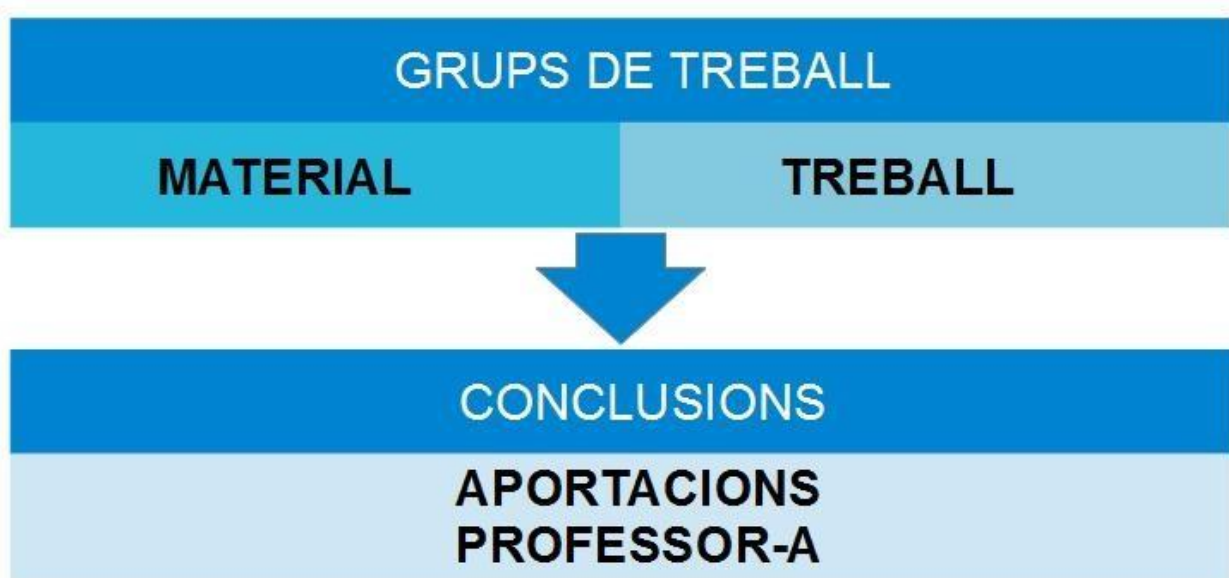 GRUPS DE TREBALL
MATERIAL
TREBALL
CONCLUSIONS
APORTACIONS
PROFESSOR-A